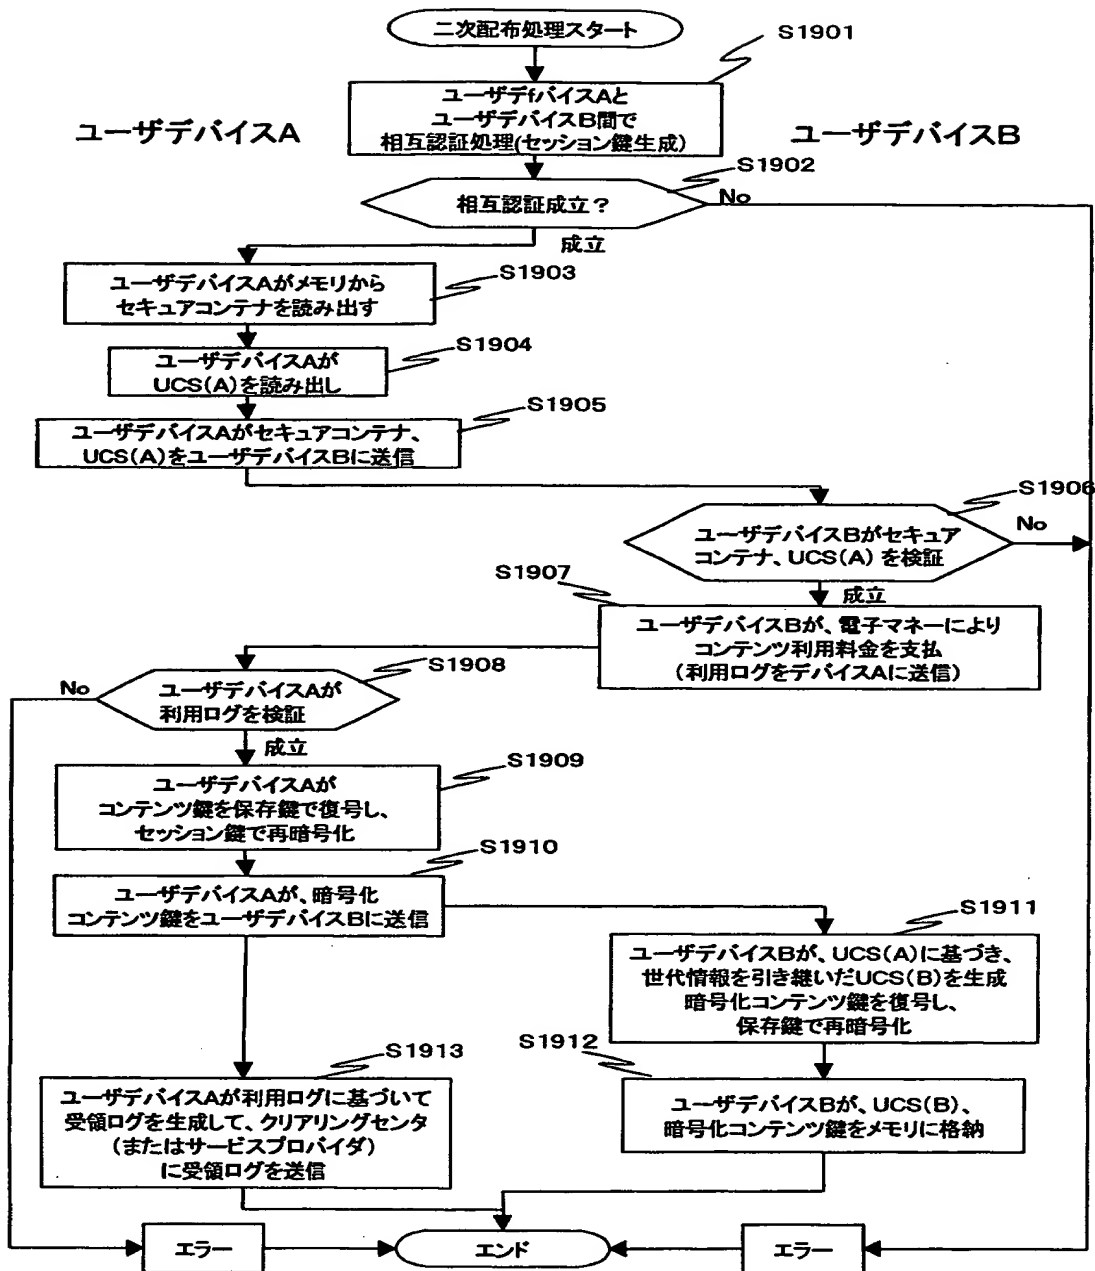 二次配布処理スタート
S1901
ユーザデfバイスAと
ユーザデバイスB間で
相互認証処理(セッション鍵生成)
ユーザデバイスA
ユーザデバイスB
S1902
相互認証成立？
No
成立
S1903
ユーザデバイスAがメモリから
セキュアコンテナを読み出す
S1904
ユーザデバイスAが
UCS(A)を読み出し
S1905
ユーザデバイスAがセキュアコンテナ、
UCS(A)をユーザデバイスBに送信
S1906
ユーザデバイスBがセキュア
コンテナ、UCS(A)を検証
No
成立
S1907
ユーザデバイスBが、電子マネーにより
コンテンツ利用料金を支払
(利用ログをデバイスAに送信)
S1908
No
ユーザデバイスAが
利用ログを検証
成立
S1909
ユーザデバイスAが
コンテンツ鍵を保存鍵で復号し、
セッション鍵で再暗号化
S1910
ユーザデバイスAが、暗号化
コンテンツ鍵をユーザデバイスBに送信
S1911
ユーザデバイスBが、UCS(A)に基づき、
世代情報を引き継いだUCS(B)を生成
暗号化コンテンツ鍵を復号し、
保存鍵で再暗号化
S1912
ユーザデバイスBが、UCS(B)、
暗号化コンテンツ鍵をメモリに格納
S1913
ユーザデバイスAが利用ログに基づいて
受領ログを生成して、クリアリングセンタ
(またはサービスプロバイダ)
に受領ログを送信
エラー
エンド
エラー